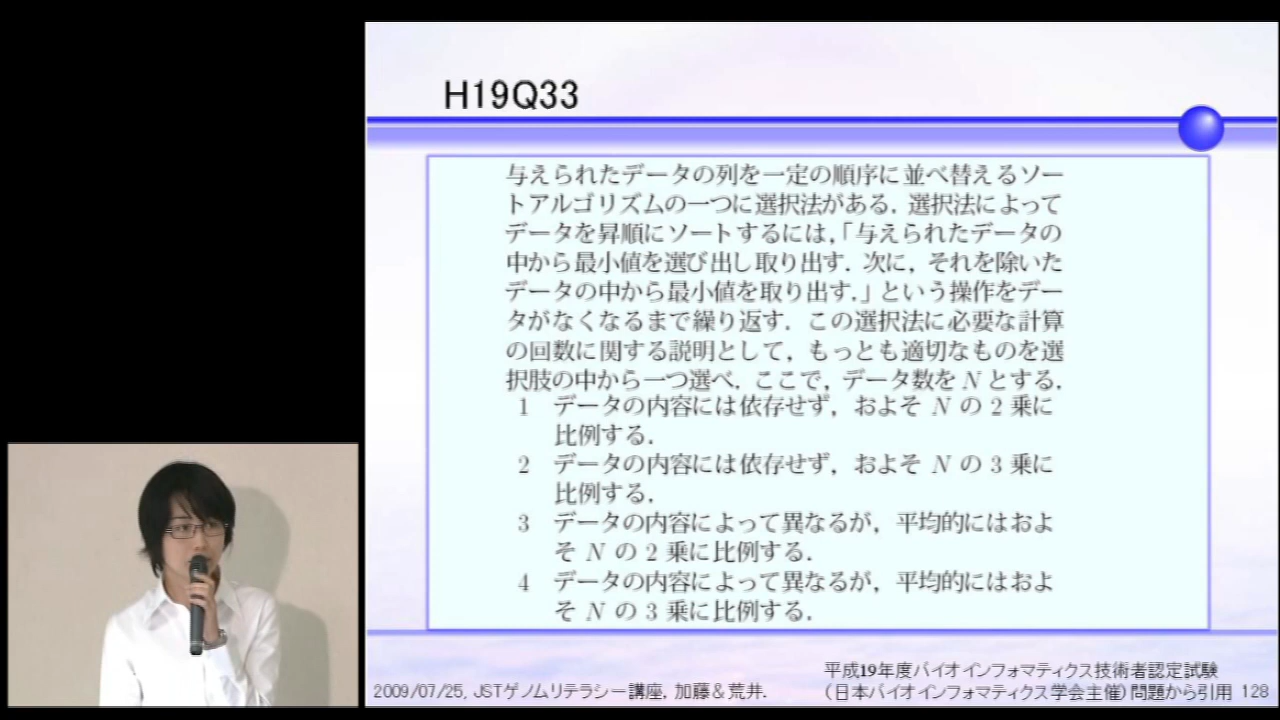 H19Q33
与えられたデータの列を一定の順序に並べ替えるソー
トアルゴリズムの一つに選択法がある. 選択法によって
データを昇順にソートするには,「与えられたデータの
中から最小値を選び出し取り出す. 次に, それを除いた
データの中から最小値を取り出す.」という操作をデー
タがなくなるまで繰り返す. この選択法に必要な計算
の回数に関する説明として, もっとも適切なものを選
択肢の中から一つ選べ. ここで, データ数を N とする.
1 データの内容には依存せず, およそ N の 2 乗に
比例する.
2 データの内容には依存せず, およそ N の 3 乗に
比例する.
3 データの内容によって異なるが, 平均的にはおよ
そ N の 2 乗に比例する.
4 データの内容によって異なるが, 平均的にはおよ
そ N の 3 乗に比例する.
平成19年度バイオインフォマティクス技術者認定試験
(日本バイオインフォマティクス学会主催)問題から引用 128
2009/07/25, JSTゲノムリテラシー講座, 加藤&荒井.